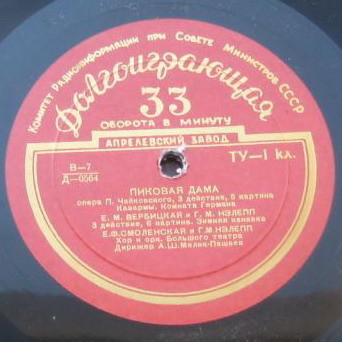 Комитет Радиоинформации при Совете Министров СССР
Долгоиграющая
33
ОБОРОТА В МИНУТУ
АПРЕЛЕВСКИЙ ЗАВОД
В—7
Д—0564
ТУ—1 кл.
ПИКОВАЯ ДАМА
опера П. Чайковского, 3 действие, 5 картина
Казармы. Комната Германа
Е. М. ВЕРБИЦКАЯ и Г. М. НЭЛЕПП
3 действие, 6 картина. Зимняя канавка
Е.Ф.СМОЛЕНСКАЯ и Г.М.НЭЛЕПП
Хор и орк. Большого театра
Дирижер А.Ш.Мелик-Пашаев